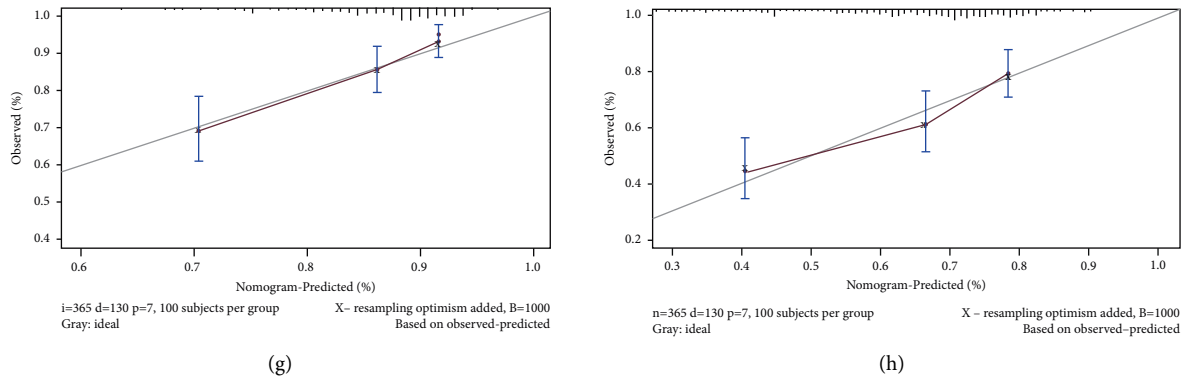 1.0
0.9
0.8
0.7
0.6
0.5
0.4
Observed (%)
0.6 0.7 0.8 0.9 1.0
Nomogram-Predicted (%)
i=365 d=130 p=7, 100 subjects per group X– resampling optimism added, B=1000
Gray: ideal Based on observed-predicted
(g)
1.0
0.8
0.6
0.4
0.2
Observed (%)
0.3 0.4 0.5 0.6 0.7 0.8 0.9 1.0
Nomogram-Predicted (%)
n=365 d=130 p=7, 100 subjects per group X – resampling optimism added, B=1000
Gray: ideal Based on observed–predicted
(h)